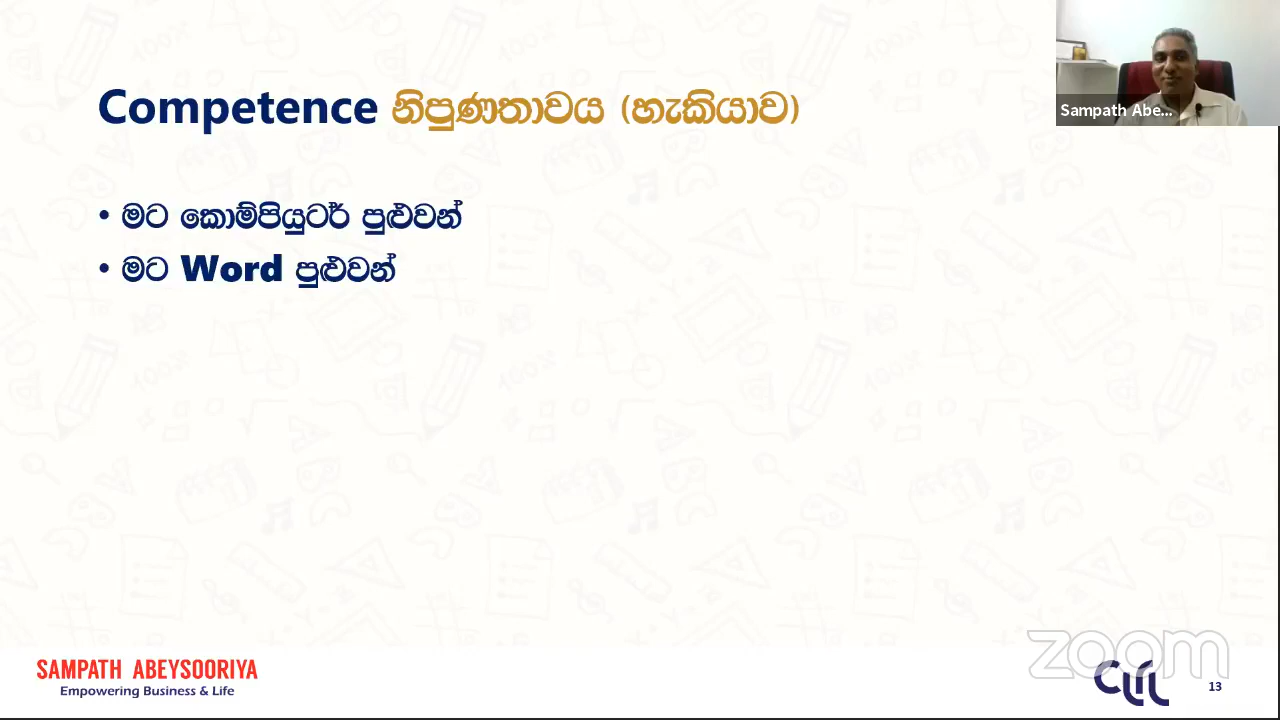 Competence නිපුණතාවය (හැකියාව)
• මට කොම්පියුටර් පුළුවන්
• මට Word පුළුවන්
Sampath Abe...
SAMPATH ABEYSOORIYA
Empowering Business & Life
zoom
13